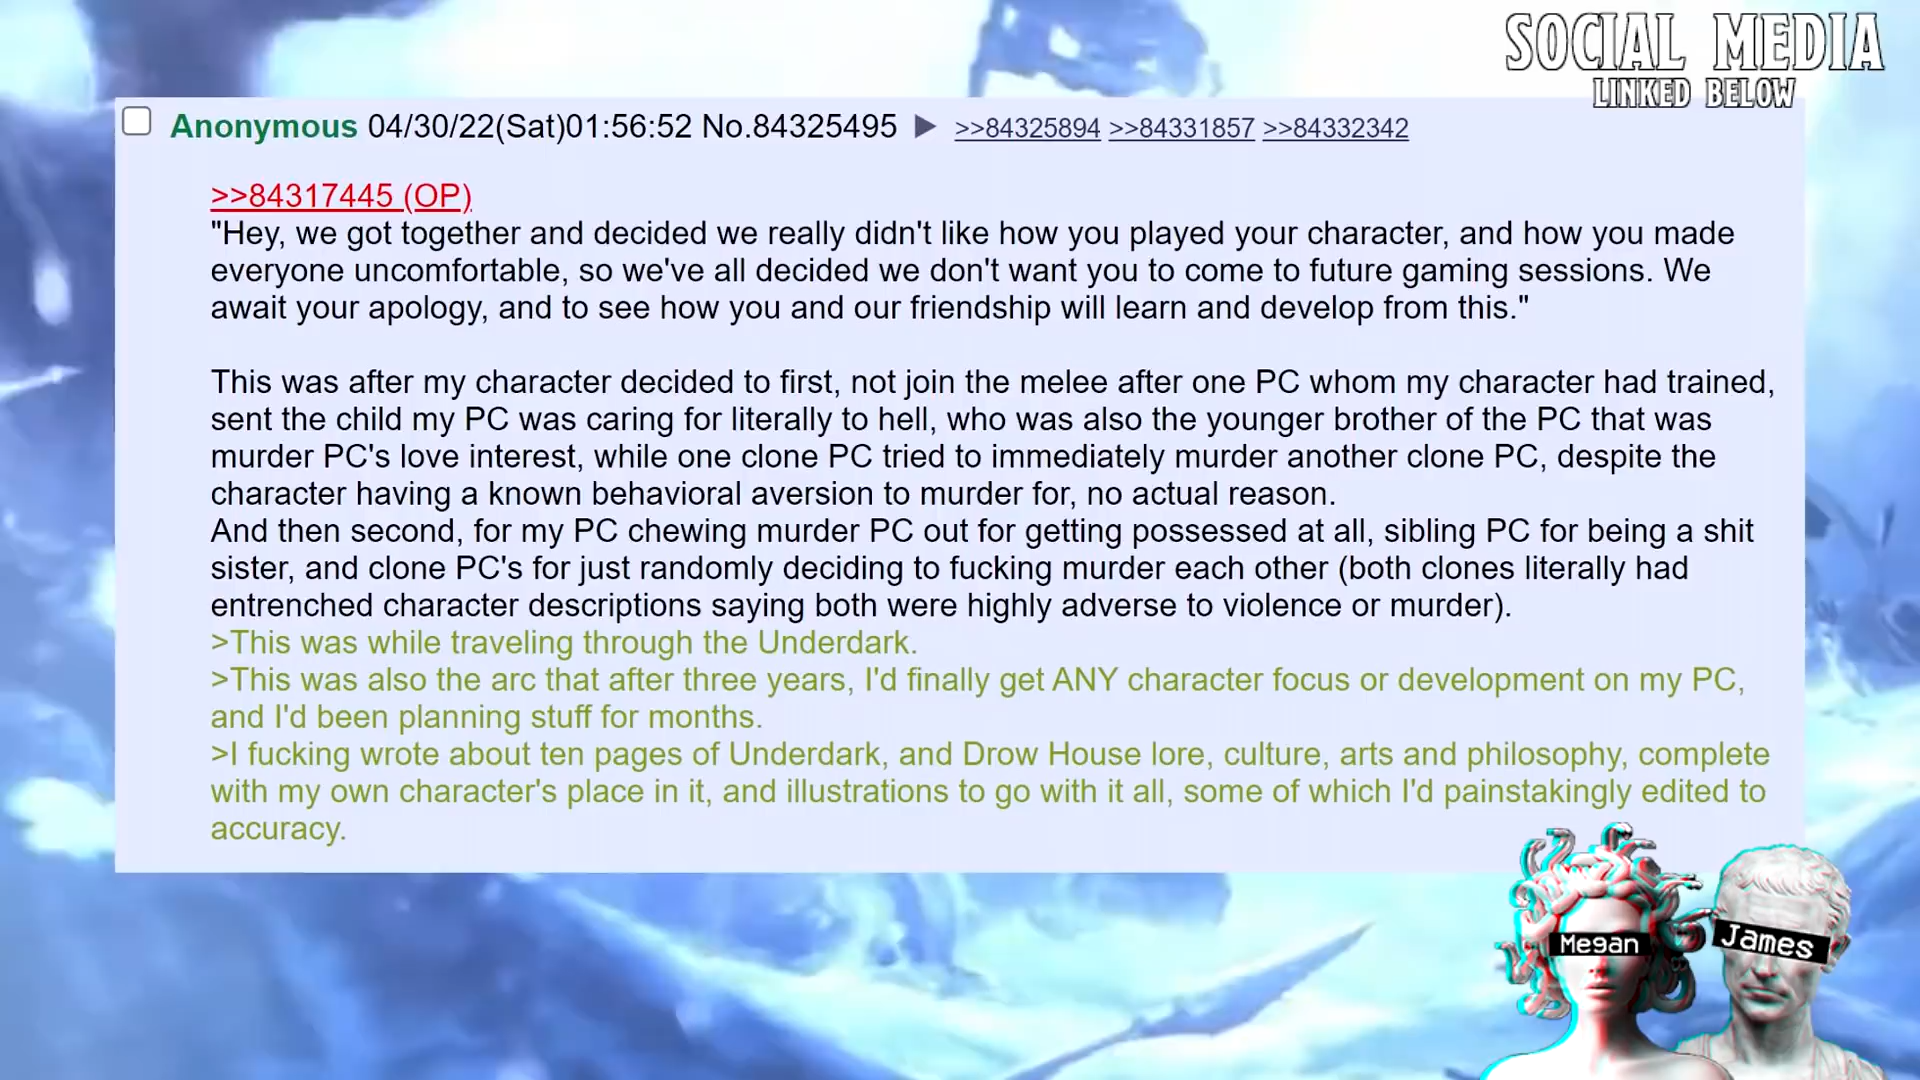 SOCIAL MEDIA
LINKED BELOW
Anonymous 04/30/22(Sat)01:56:52 No.84325495 ▶ >>84325894 >>84331857 >>84332342
>>84317445 (OP)
"Hey, we got together and decided we really didn't like how you played your character, and how you made
everyone uncomfortable, so we've all decided we don't want you to come to future gaming sessions. We
await your apology, and to see how you and our friendship will learn and develop from this."
This was after my character decided to first, not join the melee after one PC whom my character had trained,
sent the child my PC was caring for literally to hell, who was also the younger brother of the PC that was
murder PC's love interest, while one clone PC tried to immediately murder another clone PC, despite the
character having a known behavioral aversion to murder for, no actual reason.
And then second, for my PC chewing murder PC out for getting possessed at all, sibling PC for being a shit
sister, and clone PC's for just randomly deciding to fucking murder each other (both clones literally had
entrenched character descriptions saying both were highly adverse to violence or murder).
>This was while traveling through the Underdark.
>This was also the arc that after three years, I'd finally get ANY character focus or development on my PC,
and I'd been planning stuff for months.
>I fucking wrote about ten pages of Underdark, and Drow House lore, culture, arts and philosophy, complete
with my own character's place in it, and illustrations to go with it all, some of which I'd painstakingly edited to
accuracy.
Megan
James